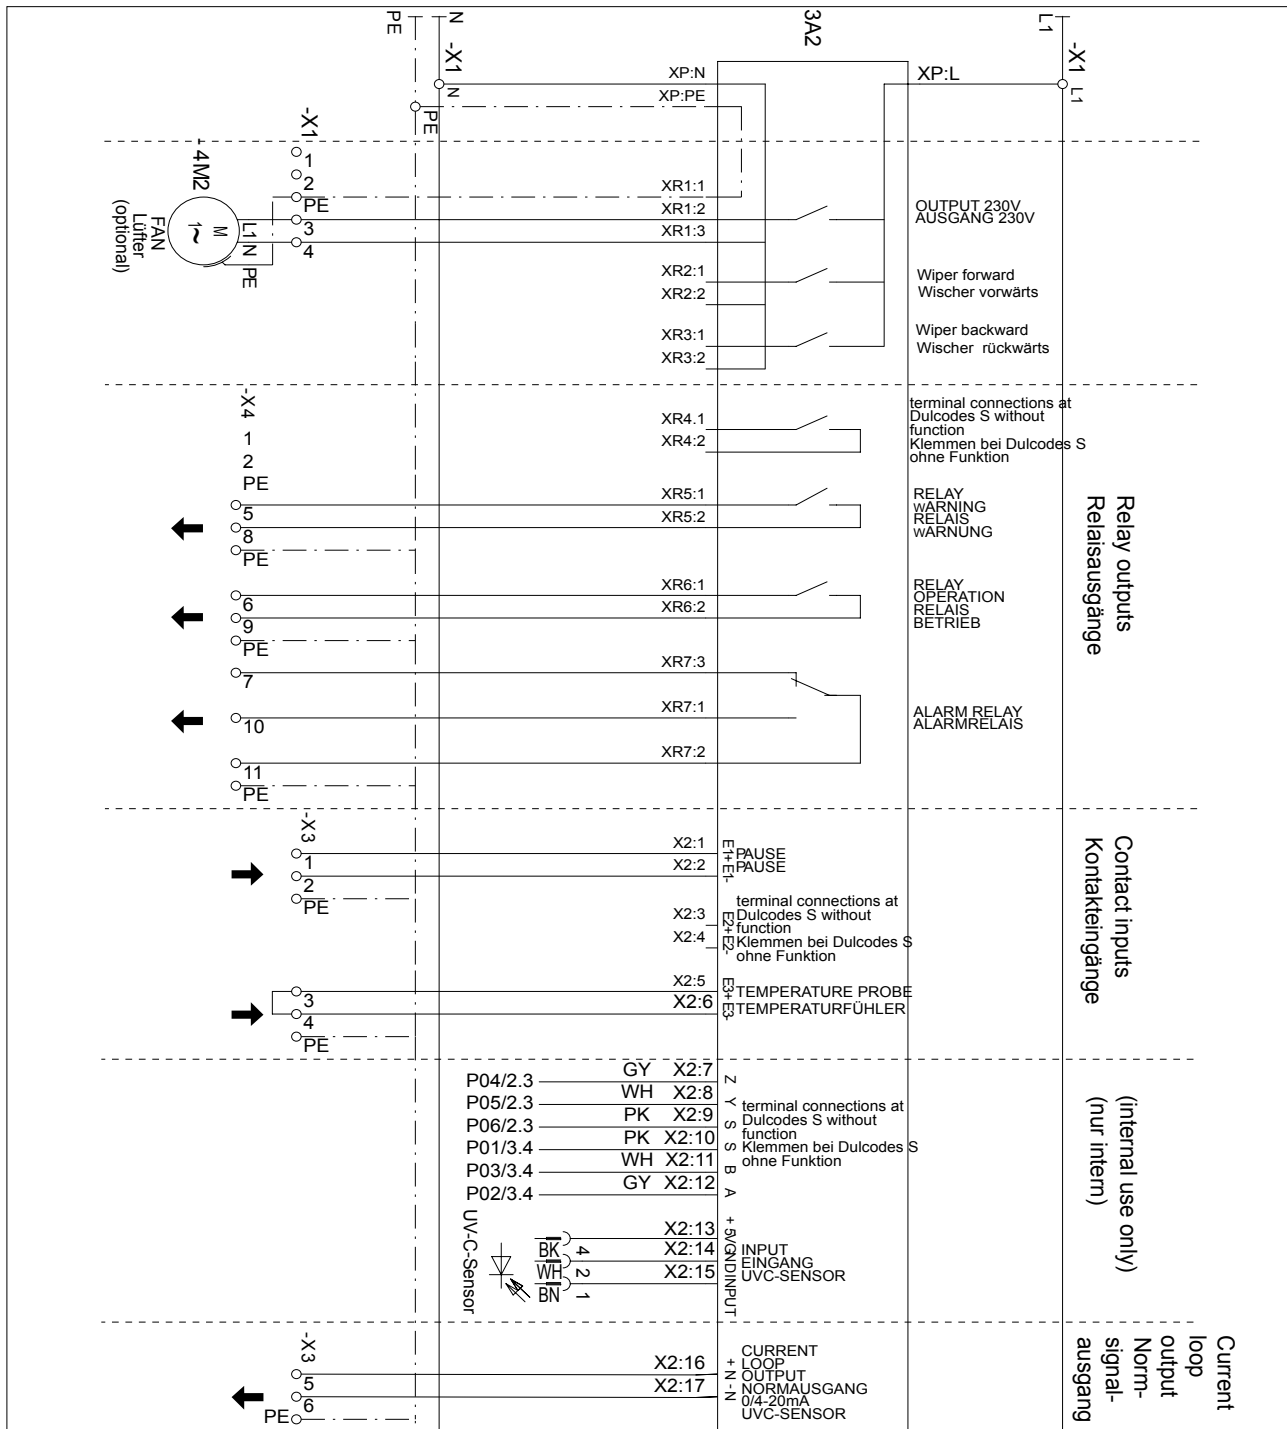 PE
N
3A2
L1
-X1
N
PE
XP:N
XP:PE
XP:L
-X1
L1
-4M2
M
1~
FAN
Lüfter
(optional)
L1
N
PE
-X1
1
2
PE
3
4
XR1:1
XR1:2
XR1:3
OUTPUT 230V
AUSGANG 230V
XR2:1
XR2:2
Wiper forward
Wischer vorwärts
XR3:1
XR3:2
Wiper backward
Wischer rückwärts
Relay outputs
Relaisausgänge
-X4
1
2
PE
XR4.1
XR4:2
terminal connections at
Dulcodes S without
function
Klemmen bei Dulcodes S
ohne Funktion
5
8
PE
XR5:1
XR5:2
RELAY
wARNING
RELAIS
wARNUNG
6
9
PE
XR6:1
XR6:2
RELAY
OPERATION
RELAIS
BETRIEB
7
10
11
PE
XR7:3
XR7:1
XR7:2
ALARM RELAY
ALARMRELAIS
Contact inputs
Kontakteingänge
-X3
1
2
PE
X2:1
X2:2
E1+E1-
PAUSE
PAUSE
X2:3
X2:4
E2+E2-
terminal connections at
Dulcodes S without
function
Klemmen bei Dulcodes S
ohne Funktion
3
4
PE
X2:5
X2:6
E3+E3-
TEMPERATURE PROBE
TEMPERATURFÜHLER
(internal use only)
(nur intern)
P04/2.3 GY X2:7 Z
P05/2.3 WH X2:8 Y
P06/2.3 PK X2:9 S
P01/3.4 PK X2:10 S
P03/3.4 WH X2:11 B
P02/3.4 GY X2:12 A
terminal connections at
Dulcodes S without
function
Klemmen bei Dulcodes S
ohne Funktion
UV-C-Sensor
BK 4 X2:13
WH 2 X2:14
BN 1 X2:15
+5VGNDINPUT
INPUT
EINGANG
UVC-SENSOR
Current
loop
output
Norm-
signal-
ausgang
-X3
5
6
PE
X2:16
X2:17
+N-N
CURRENT
LOOP
OUTPUT
NORMAUSGANG
0/4-20mA
UVC-SENSOR